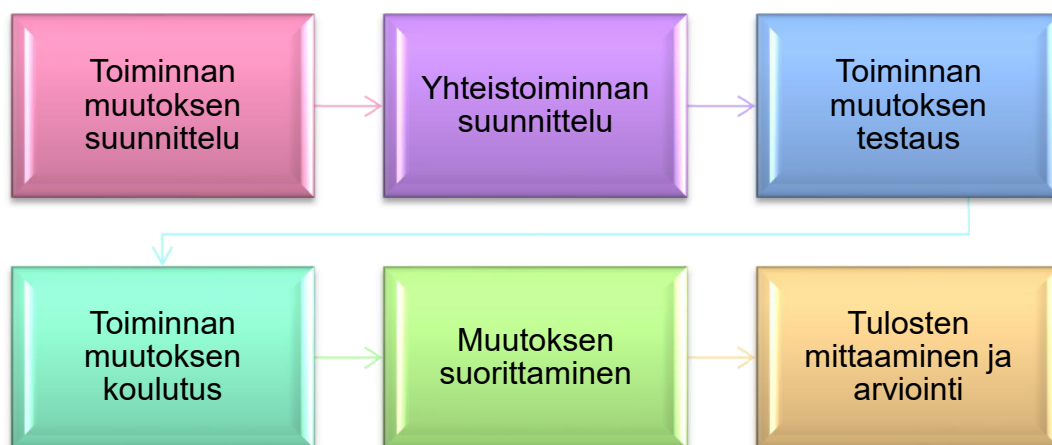 Toiminnan
muutoksen
suunnittelu
Yhteistoiminnan
suunnittelu
Toiminnan
muutoksen
testaus
Toiminnan
muutoksen
koulutus
Muutoksen
suorittaminen
Tulosten
mittaaminen ja
arviointi